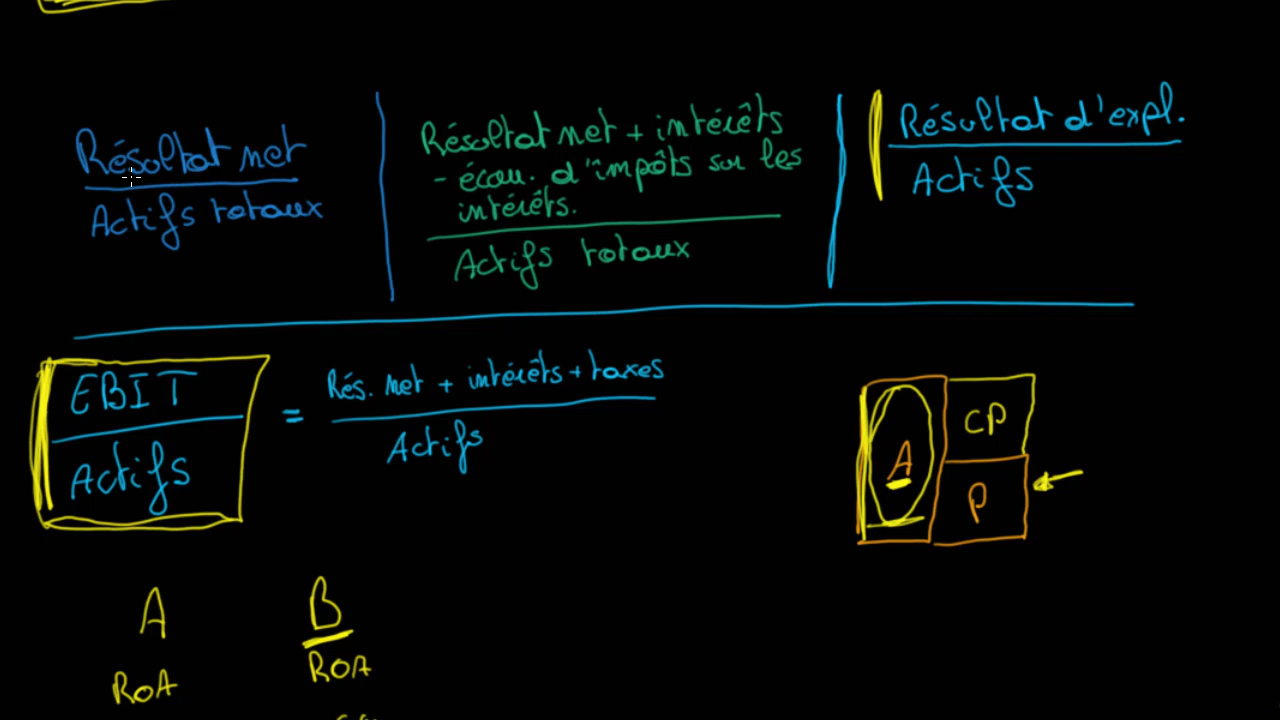 Résultat net
Actifs totaux
Résultat net + intérêts
- écon. d'impôts sur les
intérêts.
Actifs totaux
Résultat d'expl.
Actifs
EBIT
Actifs
=
Rés. net + intérêts + taxes
Actifs
A
CP
P
A
B
ROA
ROA